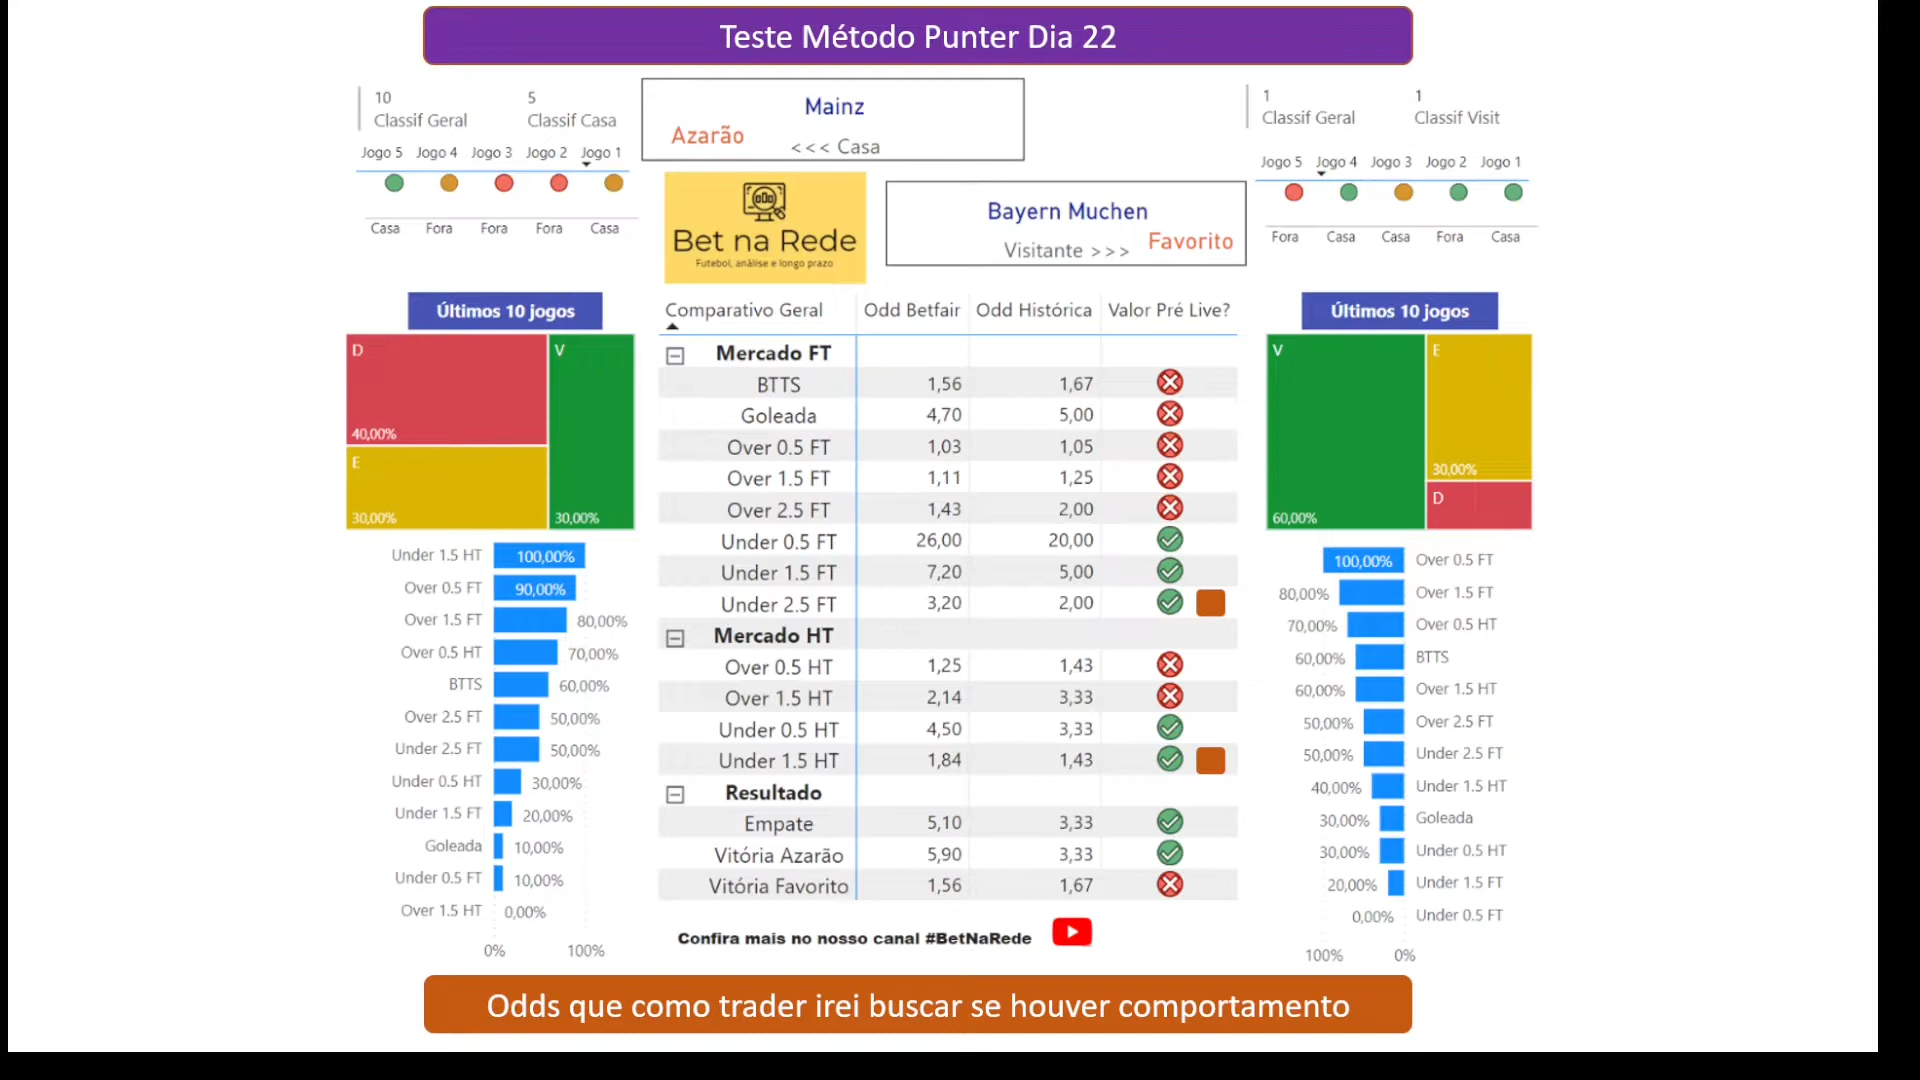 Teste Método Punter Dia 22
10
Classif Geral
5
Classif Casa
Jogo 5 Jogo 4 Jogo 3 Jogo 2 Jogo 1
Casa Fora Fora Fora Casa
Mainz
Azarão
<<< Casa
1
Classif Geral
1
Classif Visit
Jogo 5 Jogo 4 Jogo 3 Jogo 2 Jogo 1
Fora Casa Casa Fora Casa
Bet na Rede
Futebol, análise e longo prazo
Bayern Muchen
Visitante >>> Favorito
Últimos 10 jogos
D
40,00%
E
30,00%
V
30,00%
Under 1.5 HT 100,00%
Over 0.5 FT 90,00%
Over 1.5 FT 80,00%
Over 0.5 HT 70,00%
BTTS 60,00%
Over 2.5 FT 50,00%
Under 2.5 FT 50,00%
Under 0.5 HT 30,00%
Under 1.5 FT 20,00%
Goleada 10,00%
Under 0.5 FT 10,00%
Over 1.5 HT 0,00%
0% 100%
Comparativo Geral Odd Betfair Odd Histórica Valor Pré Live?
Mercado FT
BTTS 1,56 1,67
Goleada 4,70 5,00
Over 0.5 FT 1,03 1,05
Over 1.5 FT 1,11 1,25
Over 2.5 FT 1,43 2,00
Under 0.5 FT 26,00 20,00
Under 1.5 FT 7,20 5,00
Under 2.5 FT 3,20 2,00
Mercado HT
Over 0.5 HT 1,25 1,43
Over 1.5 HT 2,14 3,33
Under 0.5 HT 4,50 3,33
Under 1.5 HT 1,84 1,43
Resultado
Empate 5,10 3,33
Vitória Azarão 5,90 3,33
Vitória Favorito 1,56 1,67
Confira mais no nosso canal #BetNaRede
Últimos 10 jogos
V
60,00%
E
30,00%
D
100,00% Over 0.5 FT
80,00% Over 1.5 FT
70,00% Over 0.5 HT
60,00% BTTS
60,00% Over 1.5 HT
50,00% Over 2.5 FT
50,00% Under 2.5 FT
40,00% Under 1.5 HT
30,00% Goleada
30,00% Under 0.5 HT
20,00% Under 1.5 FT
0,00% Under 0.5 FT
100% 0%
Odds que como trader irei buscar se houver comportamento